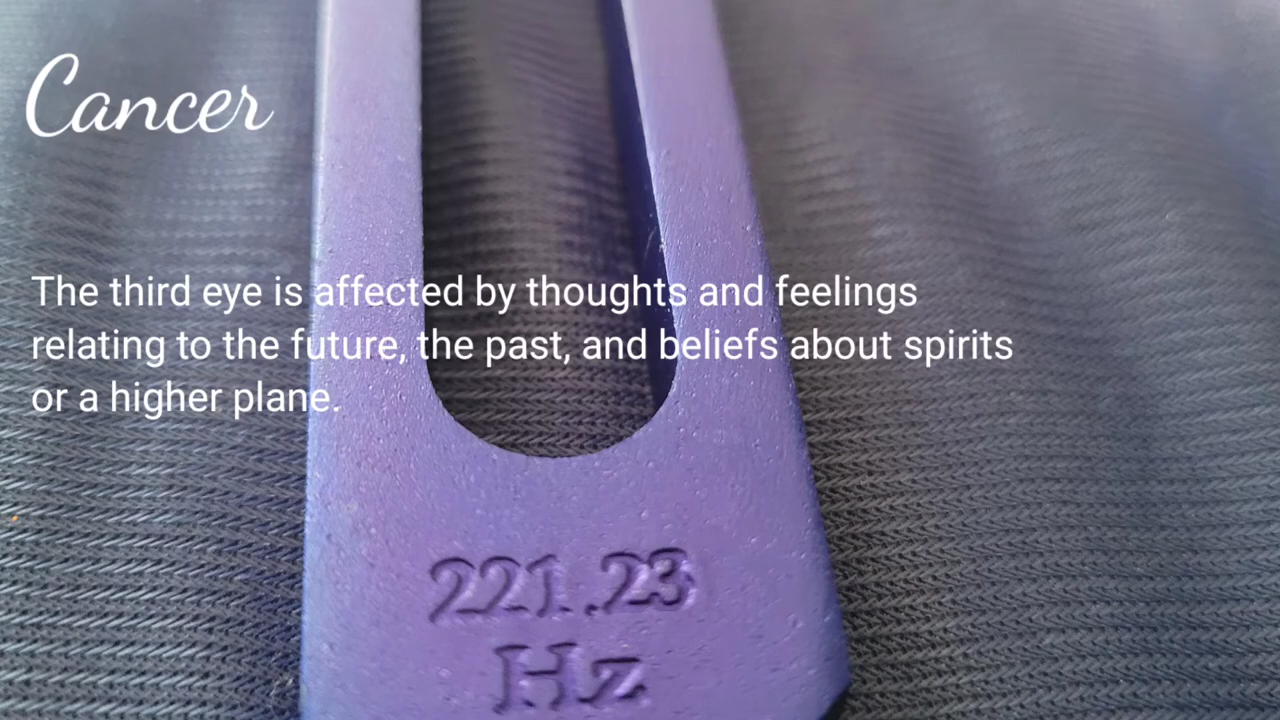 Cancer
The third eye is affected by thoughts and feelings
relating to the future, the past, and beliefs about spirits
or a higher plane.
221.23
Hz